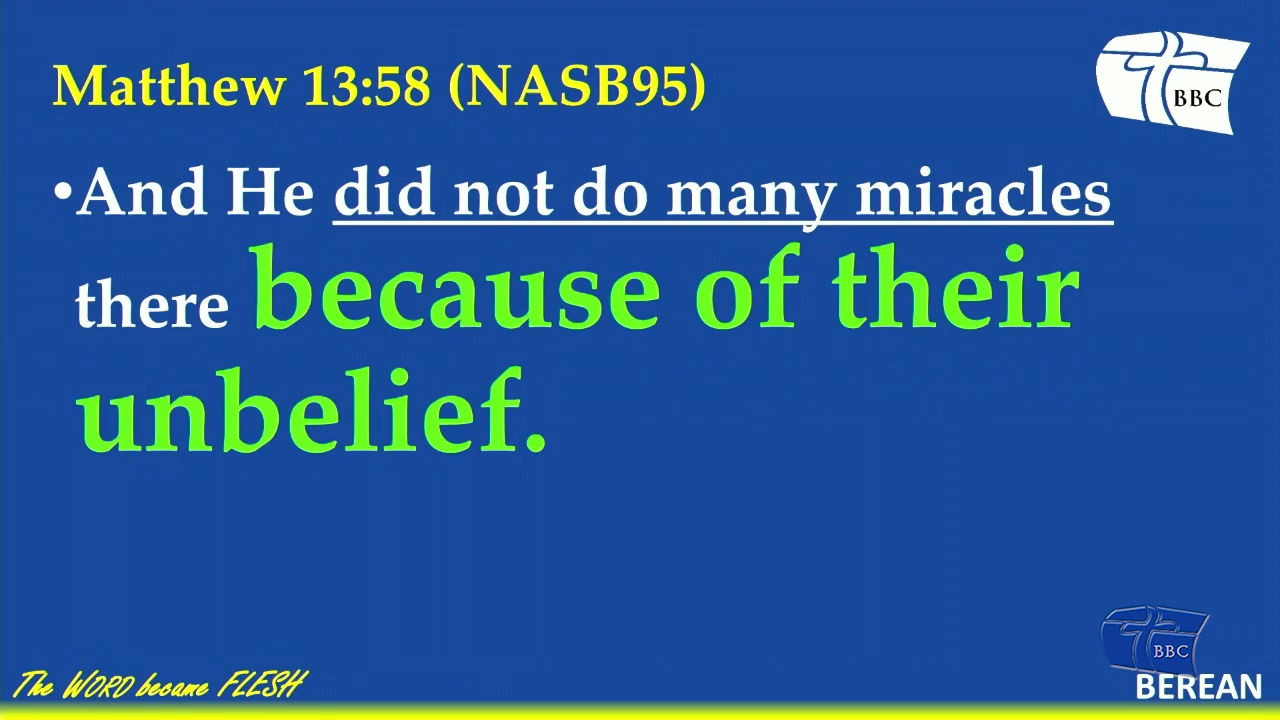 Matthew 13:58 (NASB95)
BBC
•And He did not do many miracles
there because of their
unbelief.
BBC
The WORD became FLESH
BEREAN